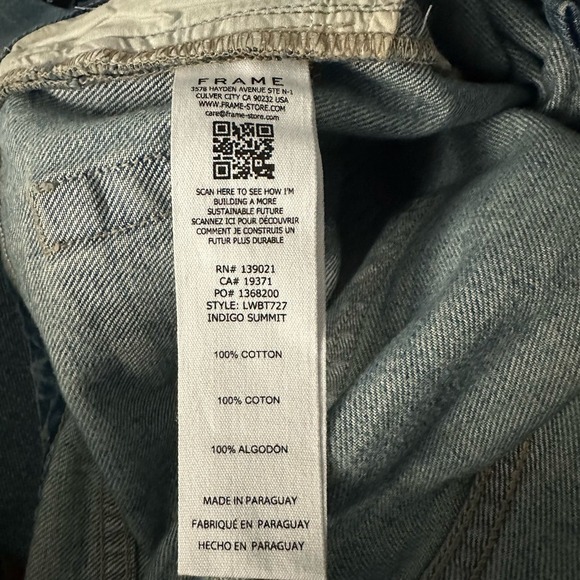 FRAME
3578 HAYDEN AVENUE STE N-1
CULVER CITY CA 90232 USA
WWW.FRAME-STORE.COM
care@frame-store.com
SCAN HERE TO SEE HOW I'M
BUILDING A MORE
SUSTAINABLE FUTURE
SCANNEZ ICI POUR DÉCOUVRIR
COMMENT JE CONSTRUIS UN
FUTUR PLUS DURABLE
RN# 139021
CA# 19371
PO# 1368200
STYLE: LWBT727
INDIGO SUMMIT
100% COTTON
100% COTON
100% ALGODÓN
MADE IN PARAGUAY
FABRIQUÉ EN PARAGUAY
HECHO EN PARAGUAY